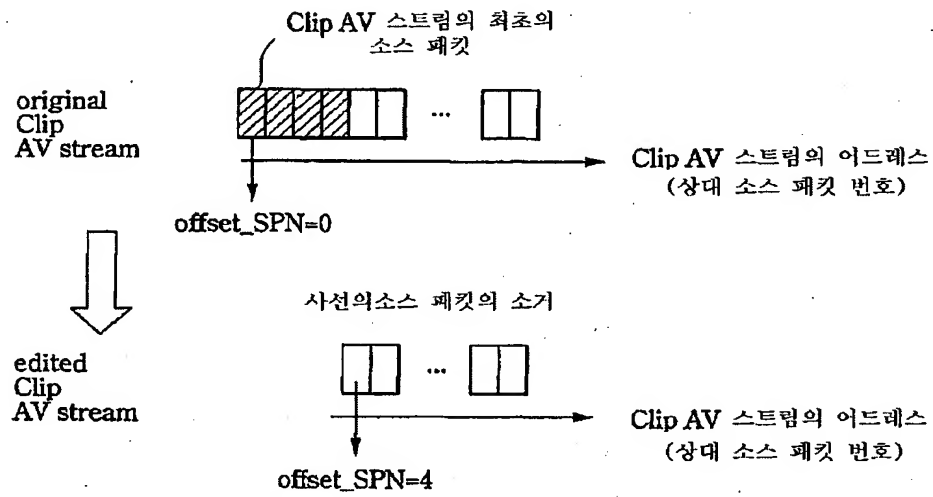 Clip AV 스트림의 최초의
소스 패킷
original
Clip
AV stream
...
Clip AV 스트림의 어드레스
(상대 소스 패킷 번호)
offset_SPN=0
사선의소스 패킷의 소거
edited
Clip
AV stream
...
Clip AV 스트림의 어드레스
(상대 소스 패킷 번호)
offset_SPN=4